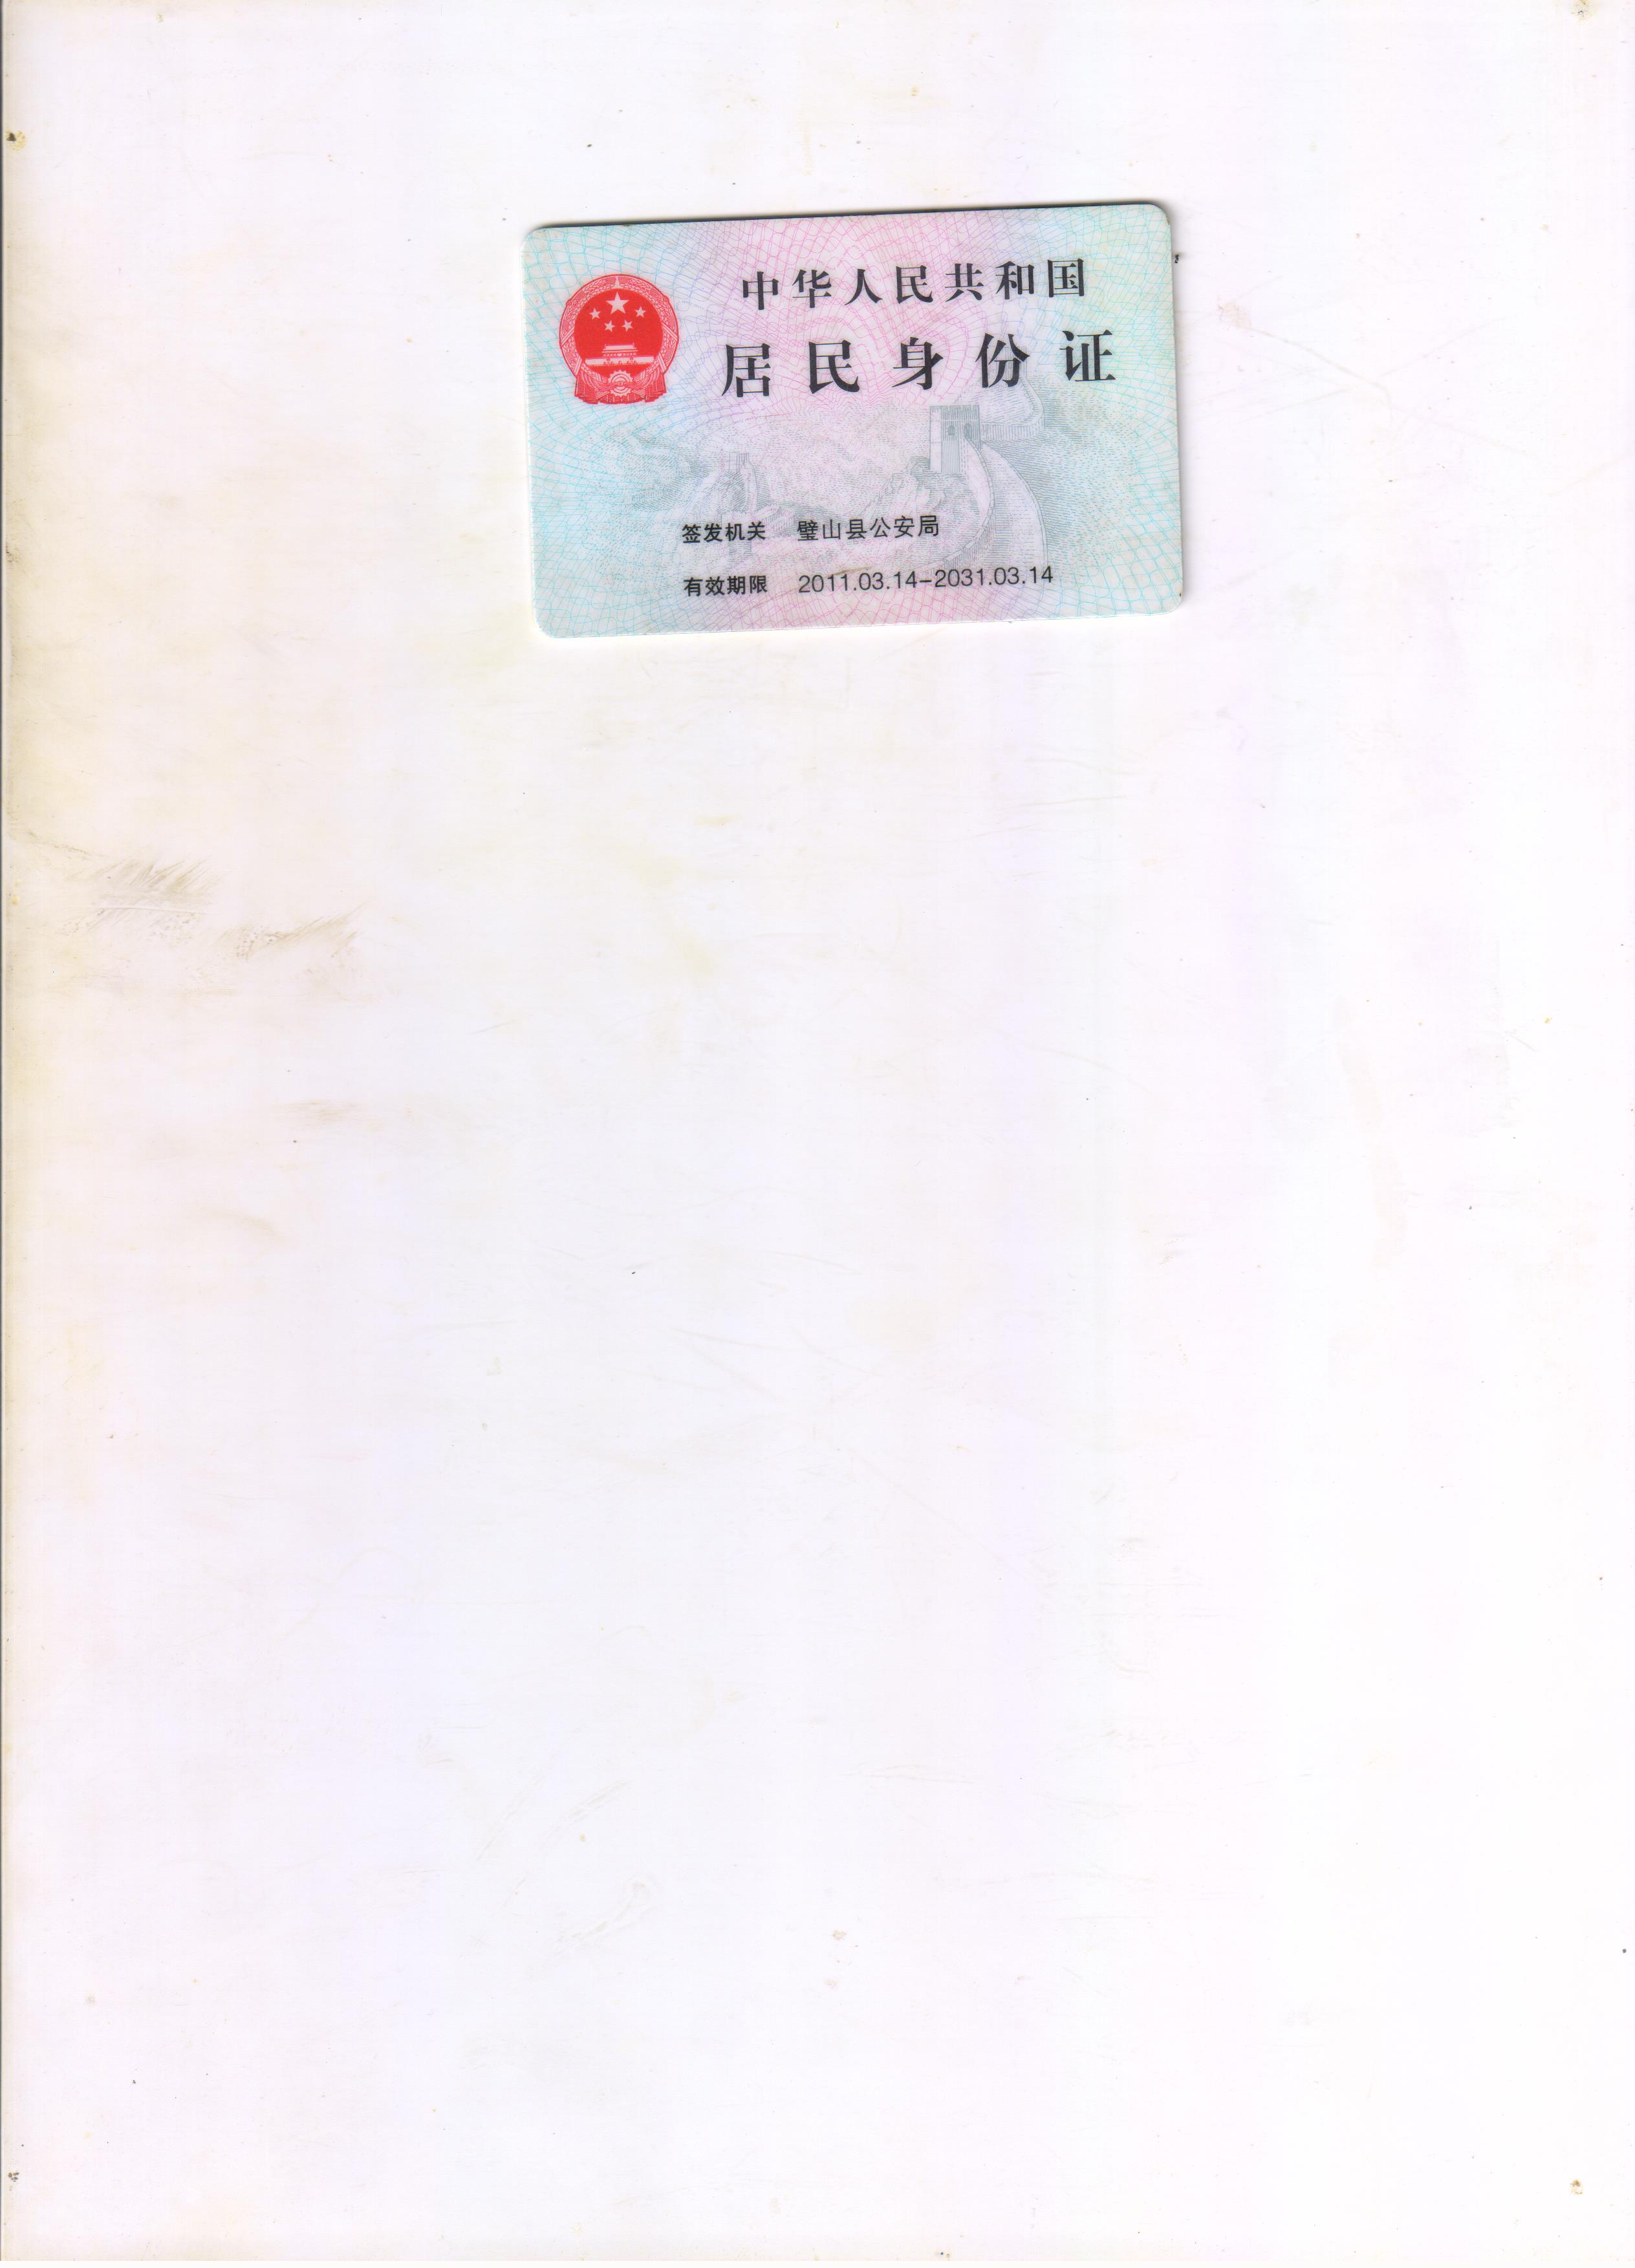 中华人民共和国
居民身份证
签发机关 璧山县公安局
有效期限 2011.03.14-2031.03.14